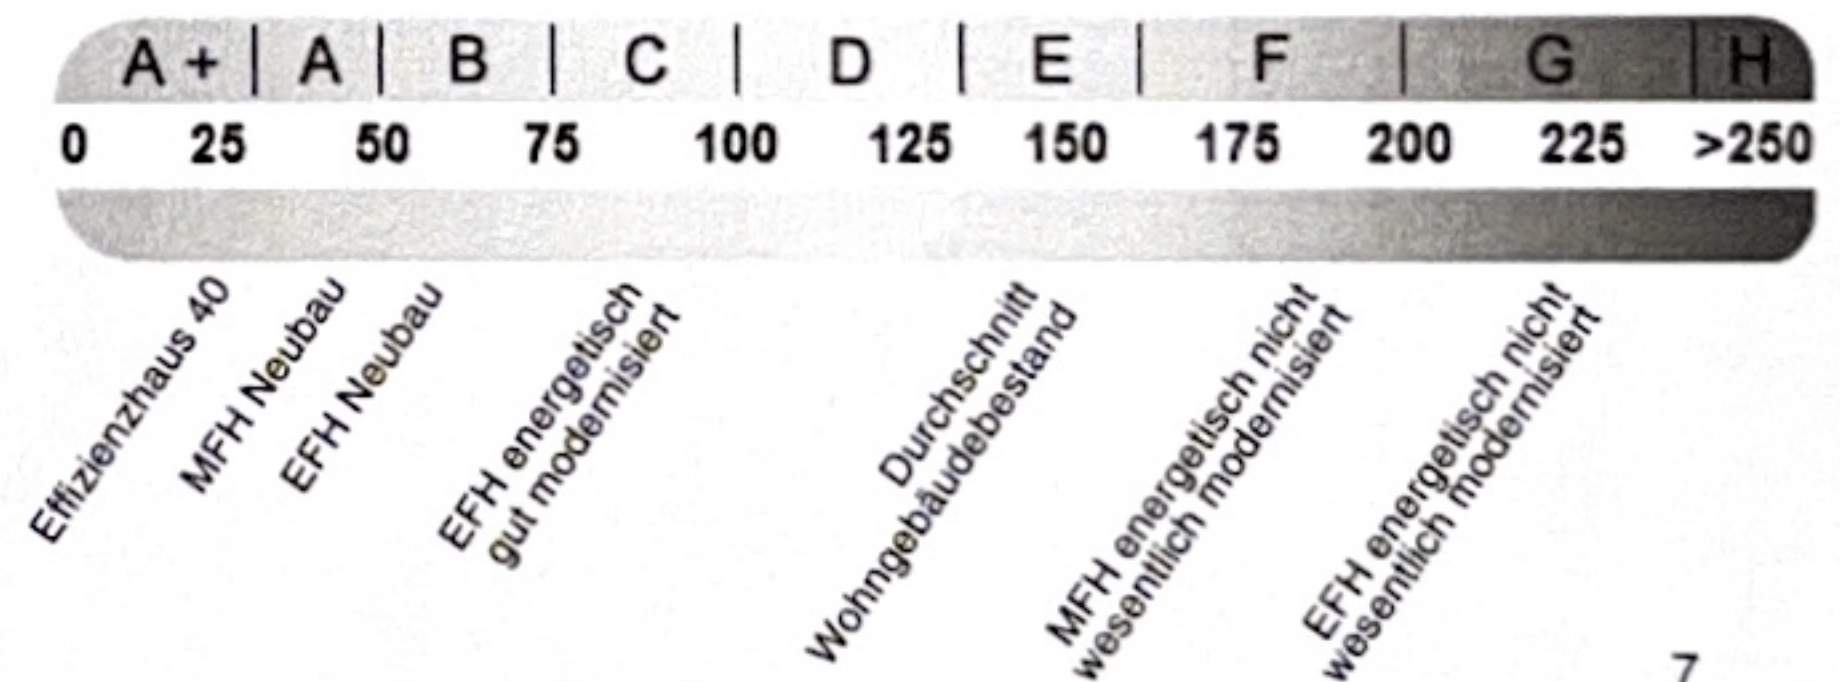 A+ | A | B | C | D | E | F | G | H
0 25 50 75 100 125 150 175 200 225 >250
Effizienzhaus 40
MFH Neubau
EFH Neubau
EFH energetisch
gut modernisiert
Durchschnitt
Wohngebäudebestand
MFH energetisch nicht
wesentlich modernisiert
EFH energetisch nicht
wesentlich modernisiert
7